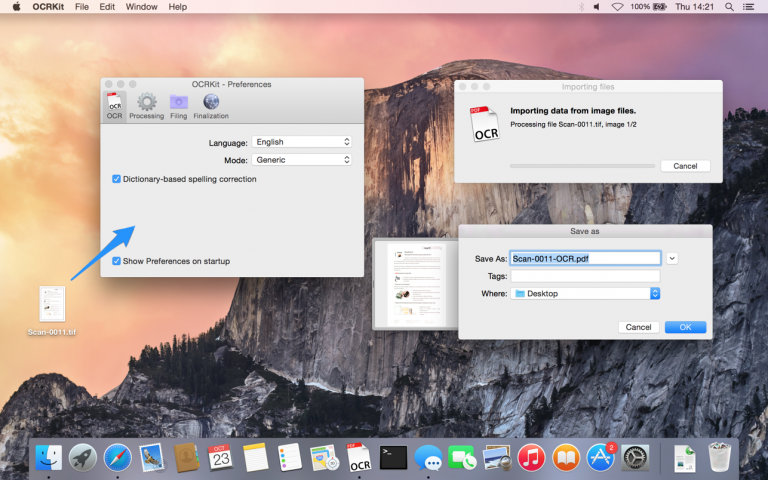 OCRKit File Edit Window Help
100% Thu 14:21
OCRKit - Preferences
OCR Processing Filing Finalization
Language: English
Mode: Generic
Dictionary-based spelling correction
Show Preferences on startup
Importing files
PDF
OCR
Importing data from image files.
Processing file Scan-0011.tif, image 1/2
Cancel
Save as
Save As: Scan-0011-OCR.pdf
Tags:
Where: Desktop
Cancel OK
Scan-0011.tif
OCT
23
OCR
2